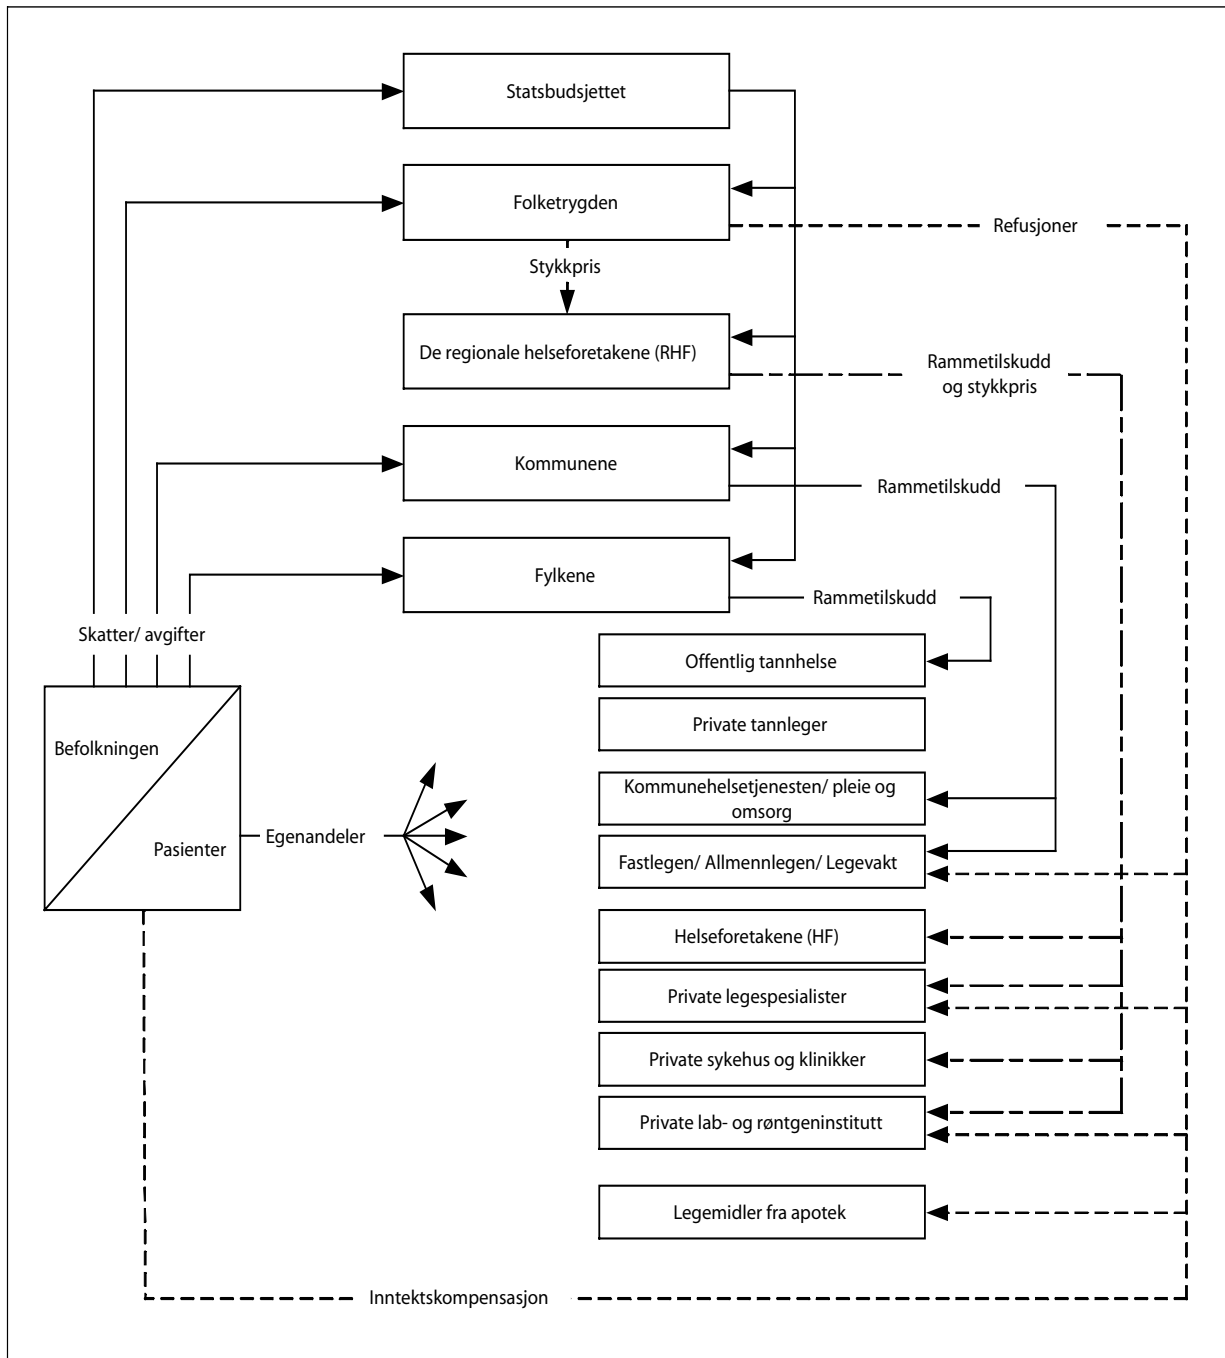 Statsbudsjettet
Folketrygden
Refusjoner
Stykkpris
De regionale helseforetakene (RHF)
Rammetilskudd
og stykkpris
Kommunene
Rammetilskudd
Fylkene
Rammetilskudd
Skatter/ avgifter
Offentlig tannhelse
Private tannleger
Befolkningen
Pasienter
Egenandeler
Kommunehelsetjenesten/ pleie og
omsorg
Fastlegen/ Allmennlegen/ Legevakt
Helseforetakene (HF)
Private legespesialister
Private sykehus og klinikker
Private lab- og røntgeninstitutt
Legemidler fra apotek
Inntektskompensasjon